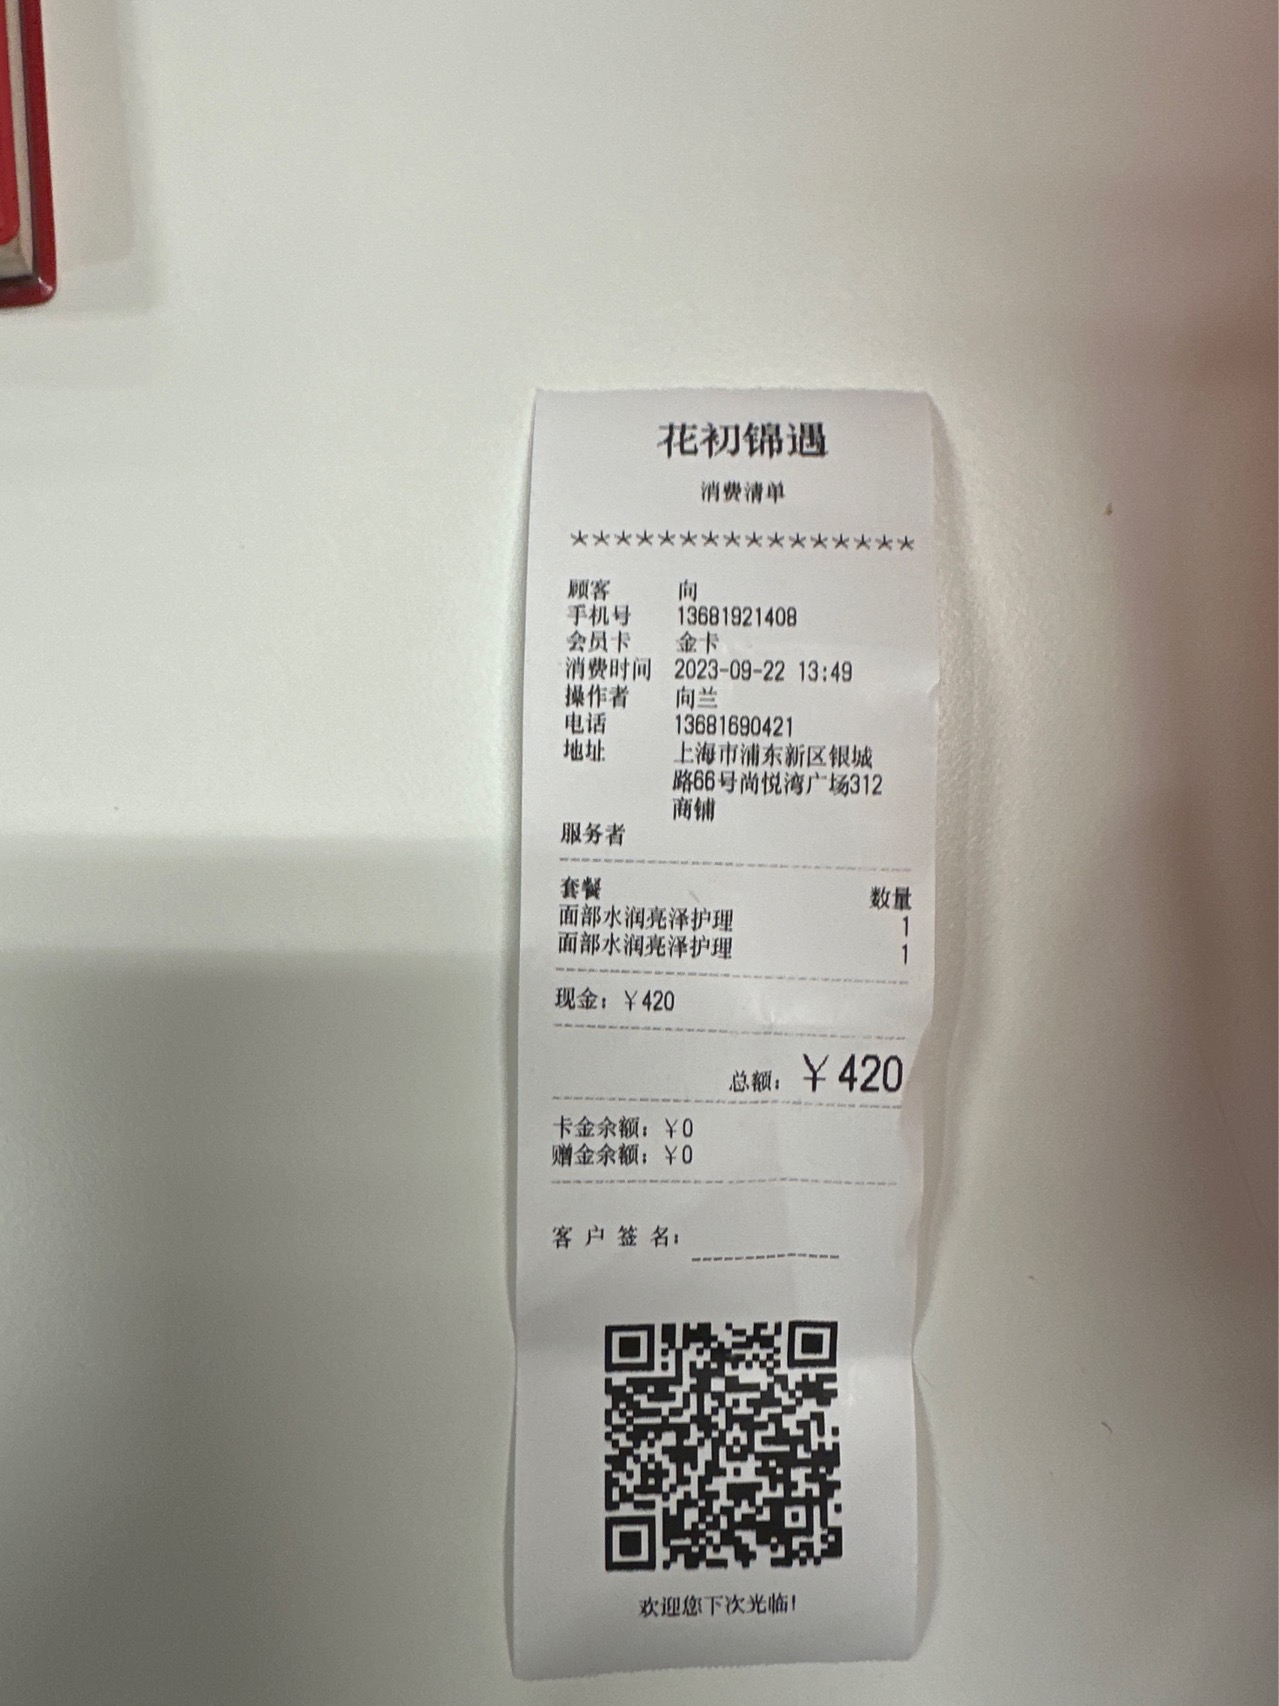 花初锦遇
消费清单
****************
顾客 向
手机号 13681921408
会员卡 金卡
消费时间 2023-09-22 13:49
操作者 向兰
电话 13681690421
地址 上海市浦东新区银城
路66号尚悦湾广场312
商铺
服务者
套餐 数量
面部水润亮泽护理 1
面部水润亮泽护理 1
现金：￥420
总额：￥420
卡金余额：￥0
赠金余额：￥0
客户签名：
欢迎您下次光临!